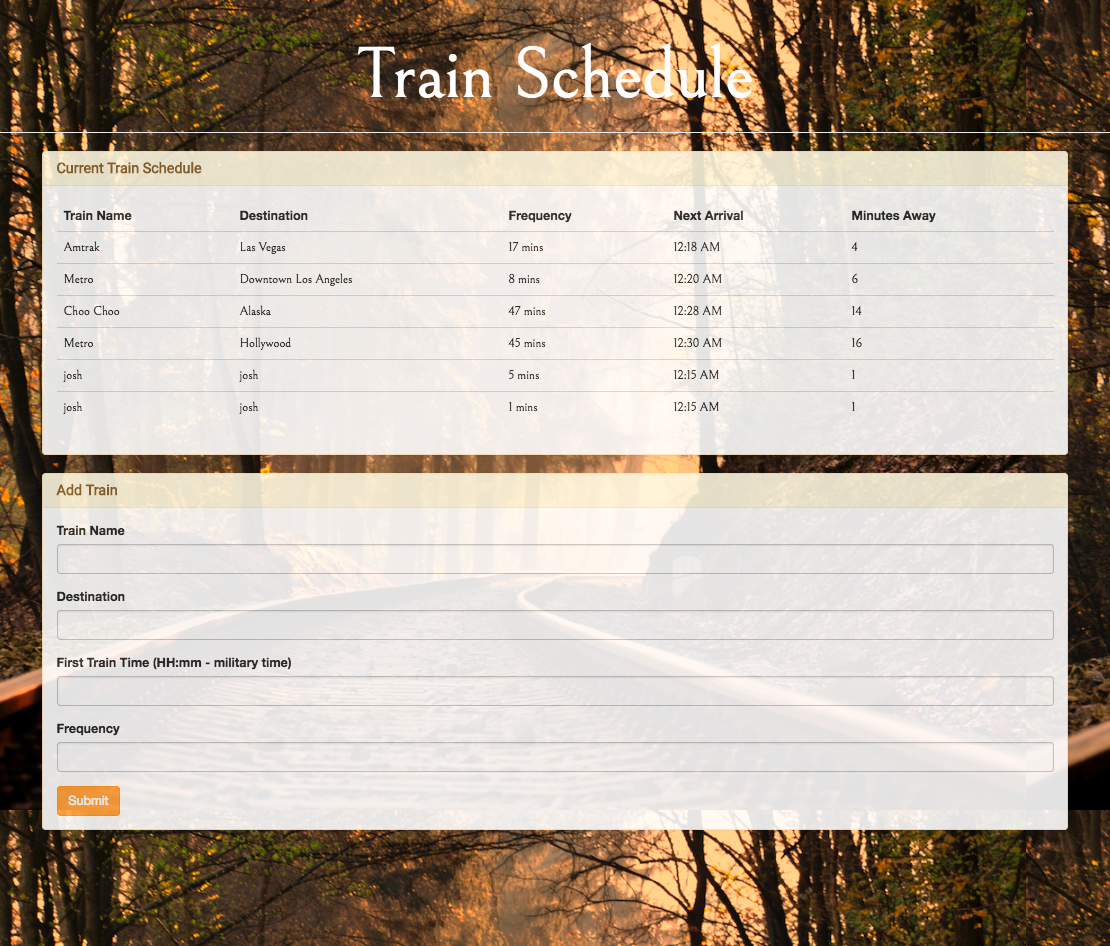 Train Schedule
Current Train Schedule
Train Name Destination Frequency Next Arrival Minutes Away
Amtrak Las Vegas 17 mins 12:18 AM 4
Metro Downtown Los Angeles 8 mins 12:20 AM 6
Choo Choo Alaska 47 mins 12:28 AM 14
Metro Hollywood 45 mins 12:30 AM 16
josh josh 5 mins 12:15 AM 1
josh josh 1 mins 12:15 AM 1
Add Train
Train Name
Destination
First Train Time (HH:mm - military time)
Frequency
Submit